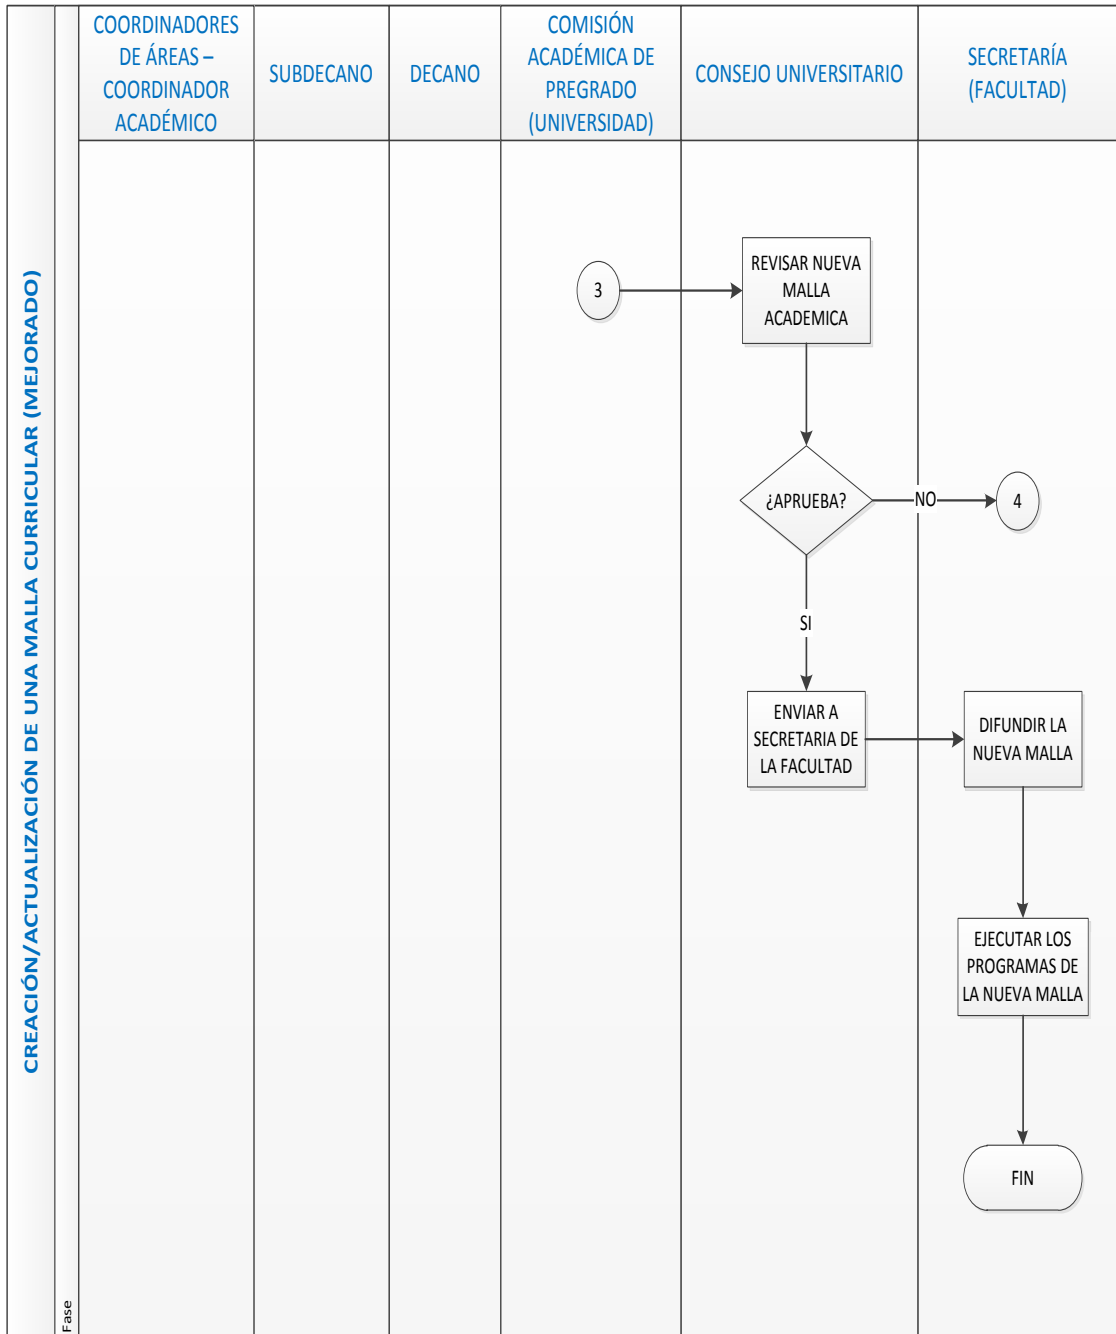 CREACIÓN/ACTUALIZACIÓN DE UNA MALLA CURRICULAR (MEJORADO)
Fase
COORDINADORES
DE ÁREAS –
COORDINADOR
ACADÉMICO
SUBDECANO
DECANO
COMISIÓN
ACADÉMICA DE
PREGRADO
(UNIVERSIDAD)
CONSEJO UNIVERSITARIO
SECRETARÍA
(FACULTAD)
3
REVISAR NUEVA
MALLA
ACADEMICA
¿APRUEBA?
NO
4
SI
ENVIAR A
SECRETARIA DE
LA FACULTAD
DIFUNDIR LA
NUEVA MALLA
EJECUTAR LOS
PROGRAMAS DE
LA NUEVA MALLA
FIN